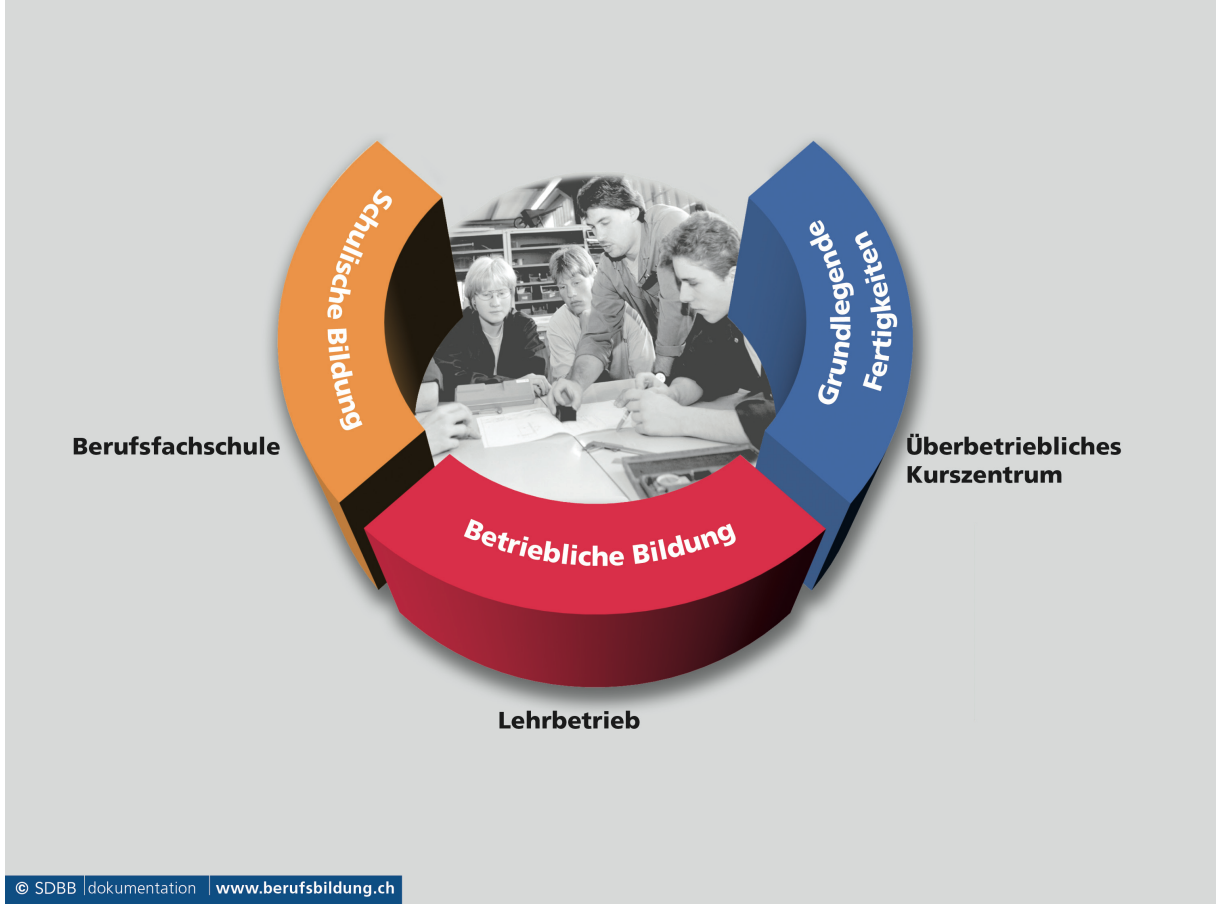 Schulische Bildung
Grundlegende
Fertigkeiten
Berufsfachschule
Überbetriebliches
Kurszentrum
Betriebliche Bildung
Lehrbetrieb
© SDBB | dokumentation | www.berufsbildung.ch